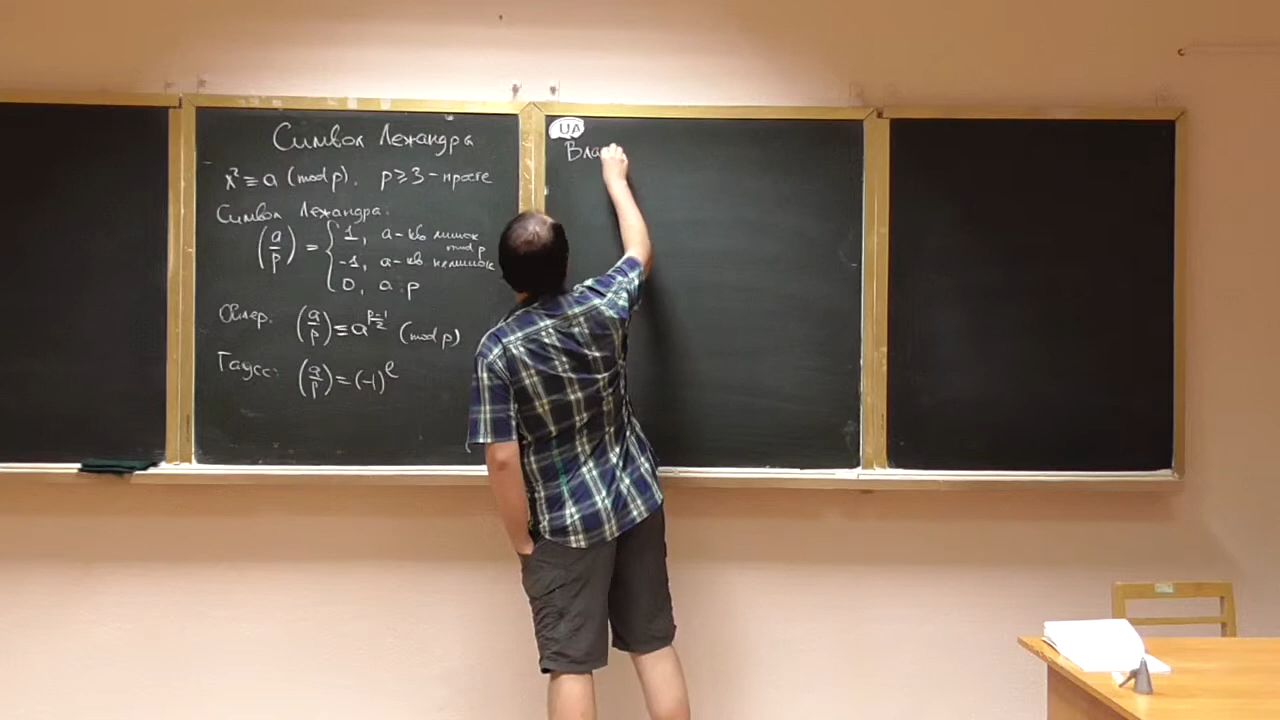 Символ Лежандра
x² ≡ a (mod p), p ≥ 3 - просте
Символ Лежандра:
(a/p) = { 1, a - кв лишок mod p
-1, a - кв нелишок
0, a ⋮ p
Ойлер: (a/p) ≡ a^((p-1)/2) (mod p)
Гаусс: (a/p) = (-1)^l
UA
Вла